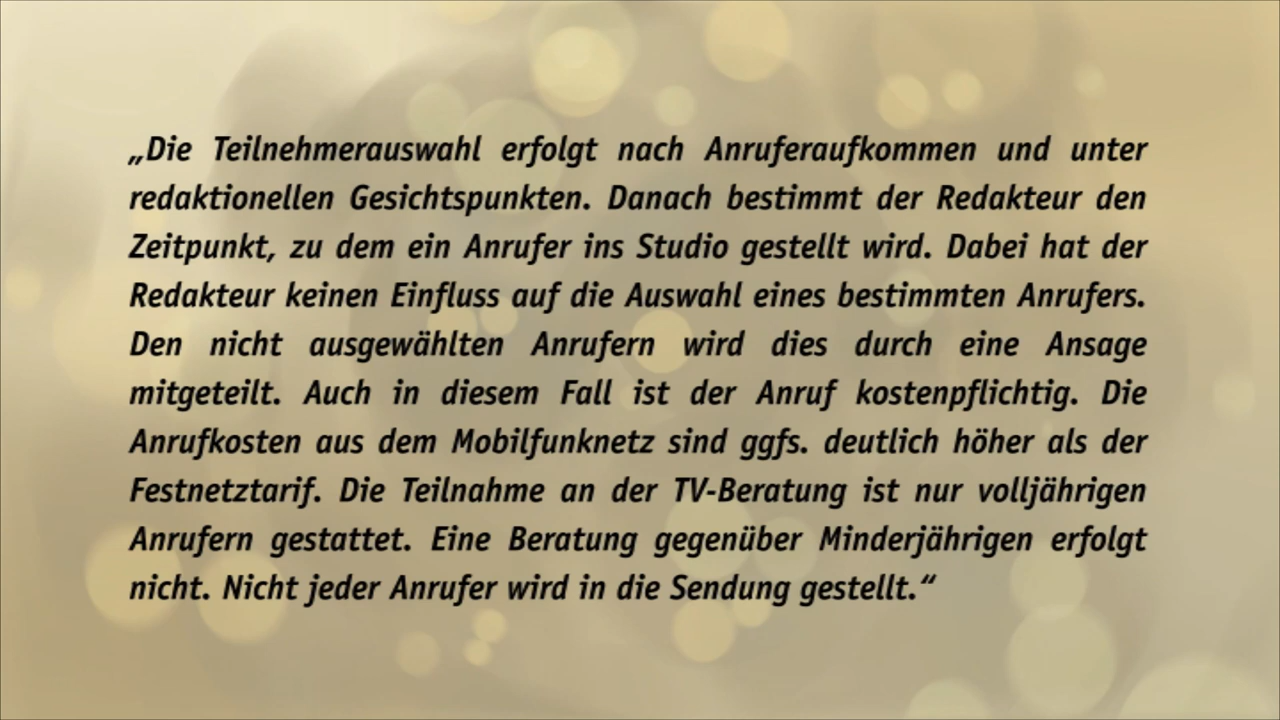 „Die Teilnehmerauswahl erfolgt nach Anruferaufkommen und unter
redaktionellen Gesichtspunkten. Danach bestimmt der Redakteur den
Zeitpunkt, zu dem ein Anrufer ins Studio gestellt wird. Dabei hat der
Redakteur keinen Einfluss auf die Auswahl eines bestimmten Anrufers.
Den nicht ausgewählten Anrufern wird dies durch eine Ansage
mitgeteilt. Auch in diesem Fall ist der Anruf kostenpflichtig. Die
Anrufkosten aus dem Mobilfunknetz sind ggfs. deutlich höher als der
Festnetztarif. Die Teilnahme an der TV-Beratung ist nur volljährigen
Anrufern gestattet. Eine Beratung gegenüber Minderjährigen erfolgt
nicht. Nicht jeder Anrufer wird in die Sendung gestellt.“